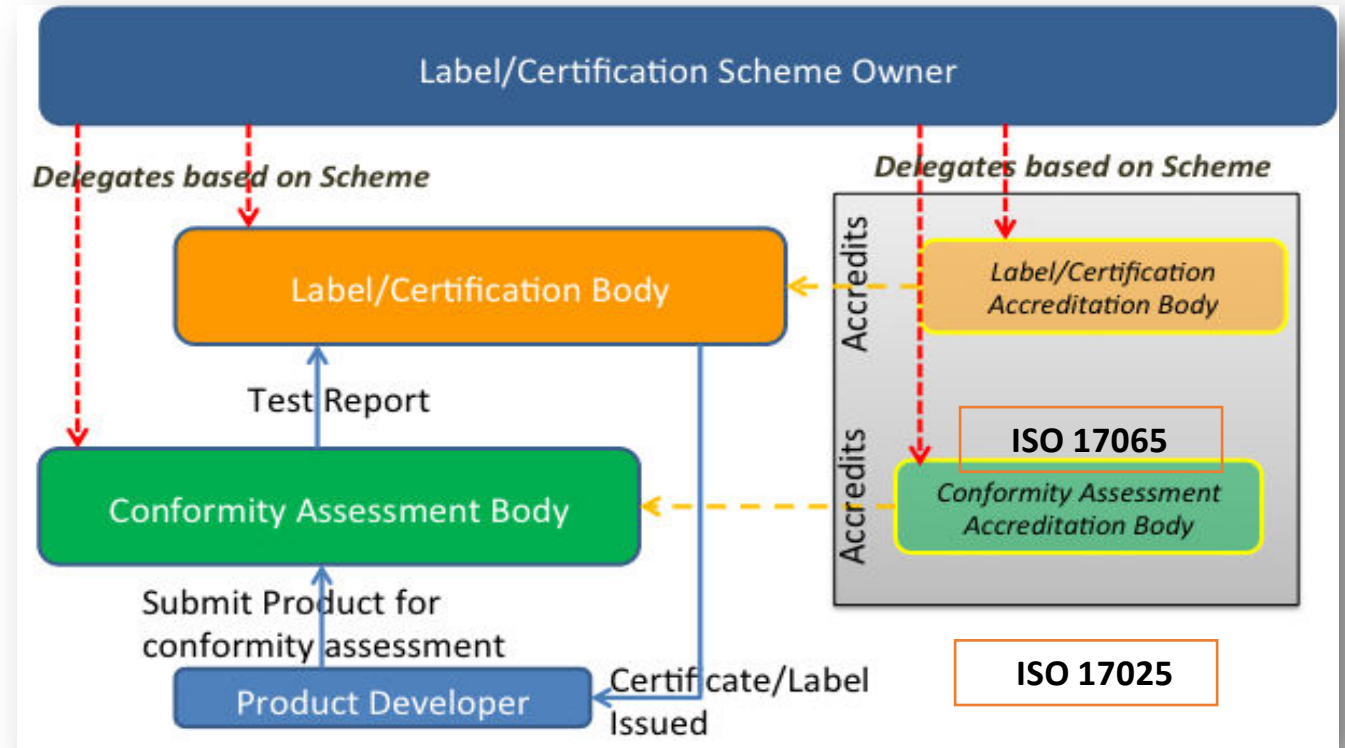 Label/Certification Scheme Owner
Delegates based on Scheme
Delegates based on Scheme
Label/Certification Body
Accredits
Label/Certification
Accreditation Body
Test Report
ISO 17065
Conformity Assessment Body
Accredits
Conformity Assessment
Accreditation Body
Submit Product for
conformity assessment
Product Developer
Certificate/Label
Issued
ISO 17025